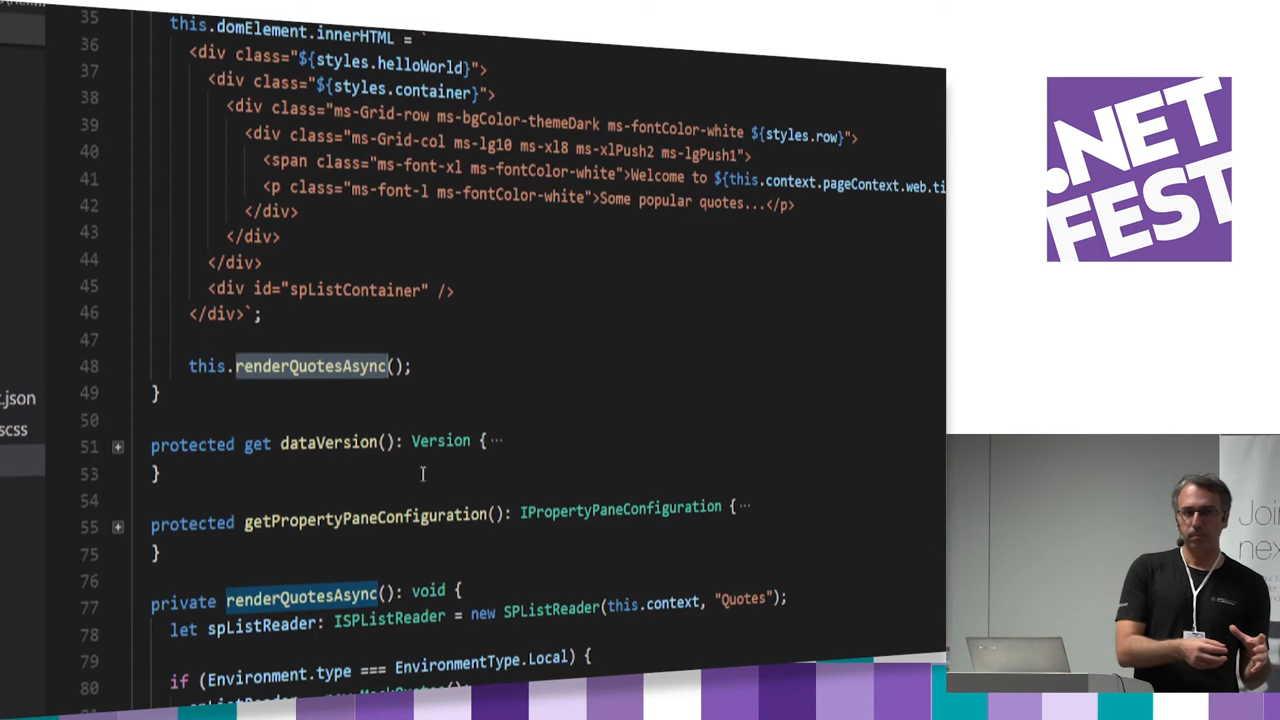 35
this.domElement.innerHTML = `
36 <div class="${styles.helloWorld}">
37 <div class="${styles.container}">
38 <div class="ms-Grid-row ms-bgColor-themeDark ms-fontColor-white ${styles.row}">
39 <div class="ms-Grid-col ms-lg10 ms-xl8 ms-xlPush2 ms-lgPush1">
40 <span class="ms-font-xl ms-fontColor-white">Welcome to ${this.context.pageContext.web.ti
41 <p class="ms-font-l ms-fontColor-white">Some popular quotes...</p>
42 </div>
43 </div>
44 </div>
45 <div id="spListContainer" />
46 </div>`;
47
48 this.renderQuotesAsync();
49 }
50
51 protected get dataVersion(): Version {...
53 }
54
55 protected getPropertyPaneConfiguration(): IPropertyPaneConfiguration {...
75 }
76
77 private renderQuotesAsync(): void {
78 let spListReader: ISPListReader = new SPListReader(this.context, "Quotes");
79
80 if (Environment.type === EnvironmentType.Local) {
t.json
scss
.NET
FEST
Joi
nex